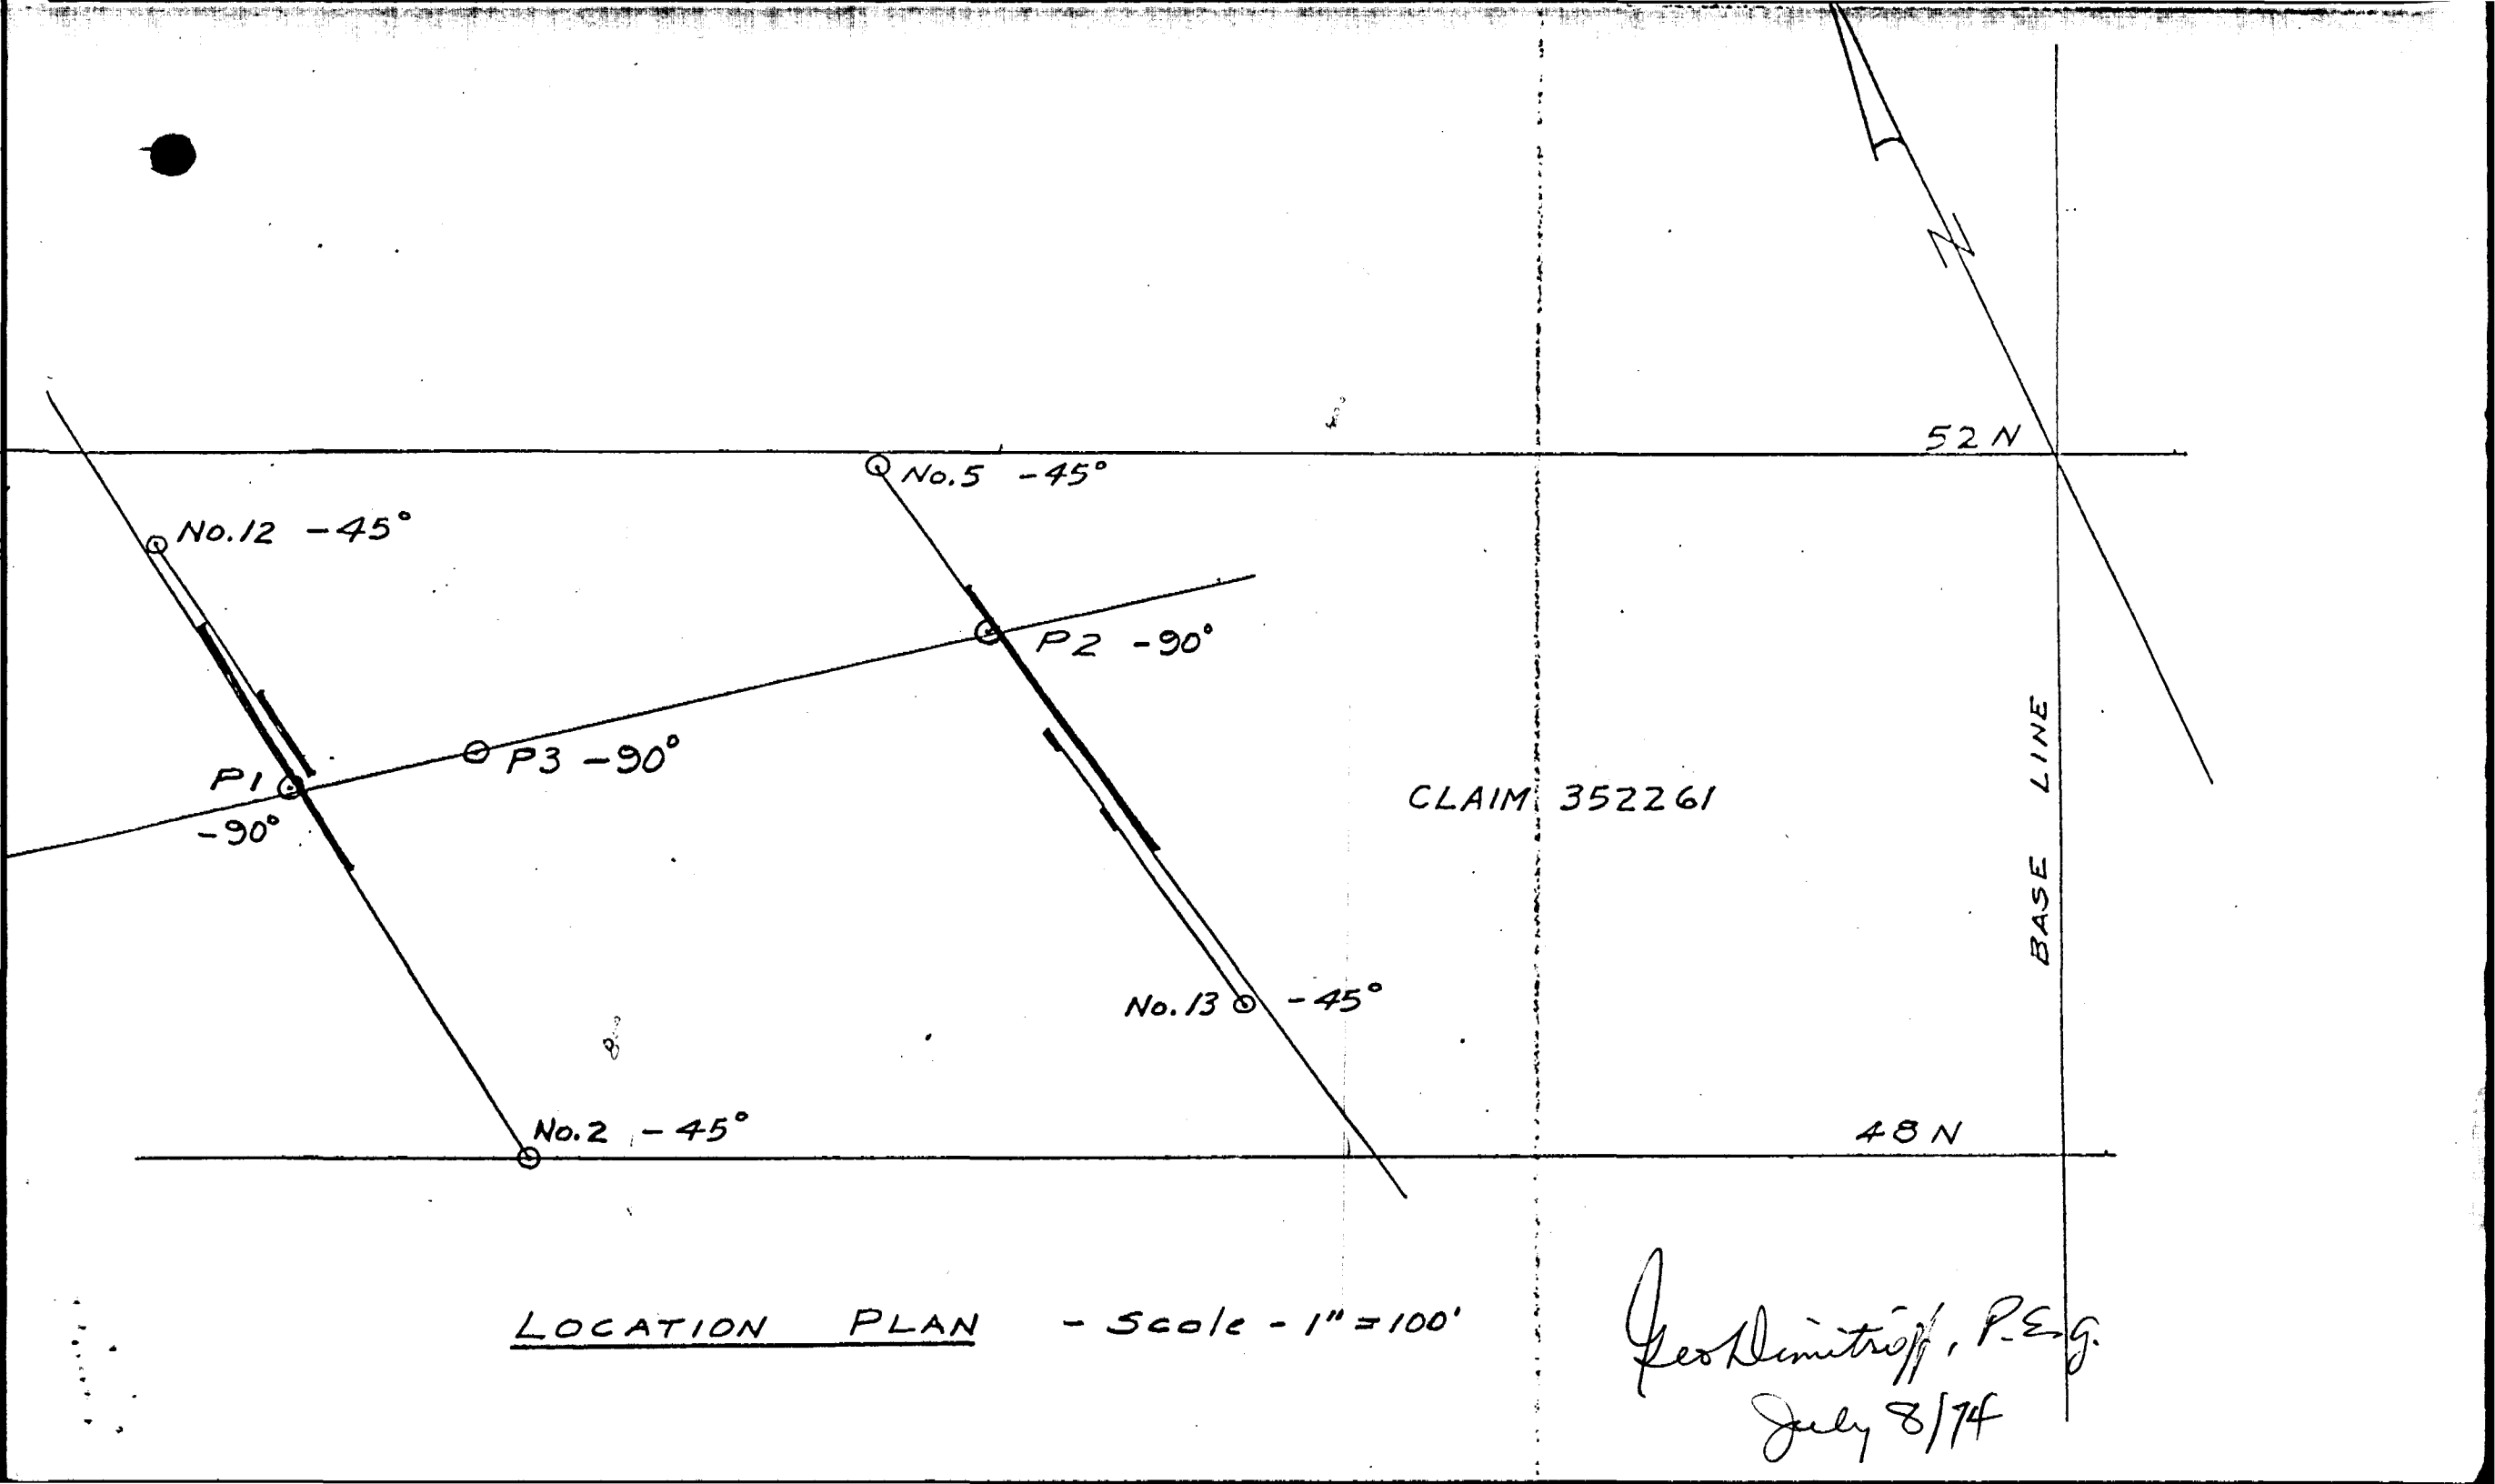 N
52 N
No.5 -45°
No.12 -45°
P2 -90°
P3 -90°
P1
-90°
CLAIM 352261
BASE LINE
No.13 -45°
No.2 -45°
48 N
LOCATION PLAN - Scale - 1" = 100'
Geo Dimitroff, P.Eng.
July 8/74